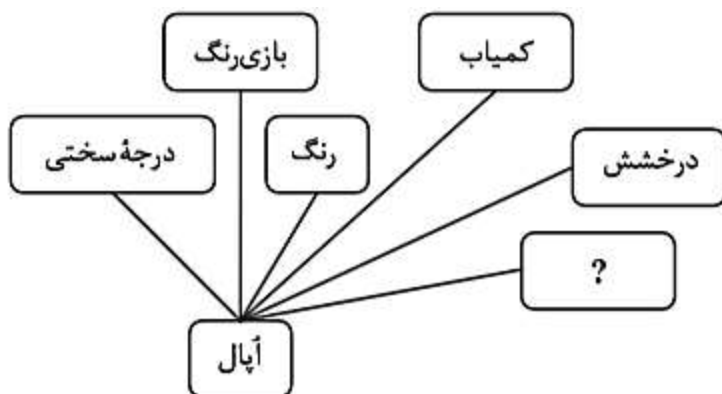 کمیاب
بازی‌رنگ
درخشش
رنگ
درجهٔ سختی
?
اُپال